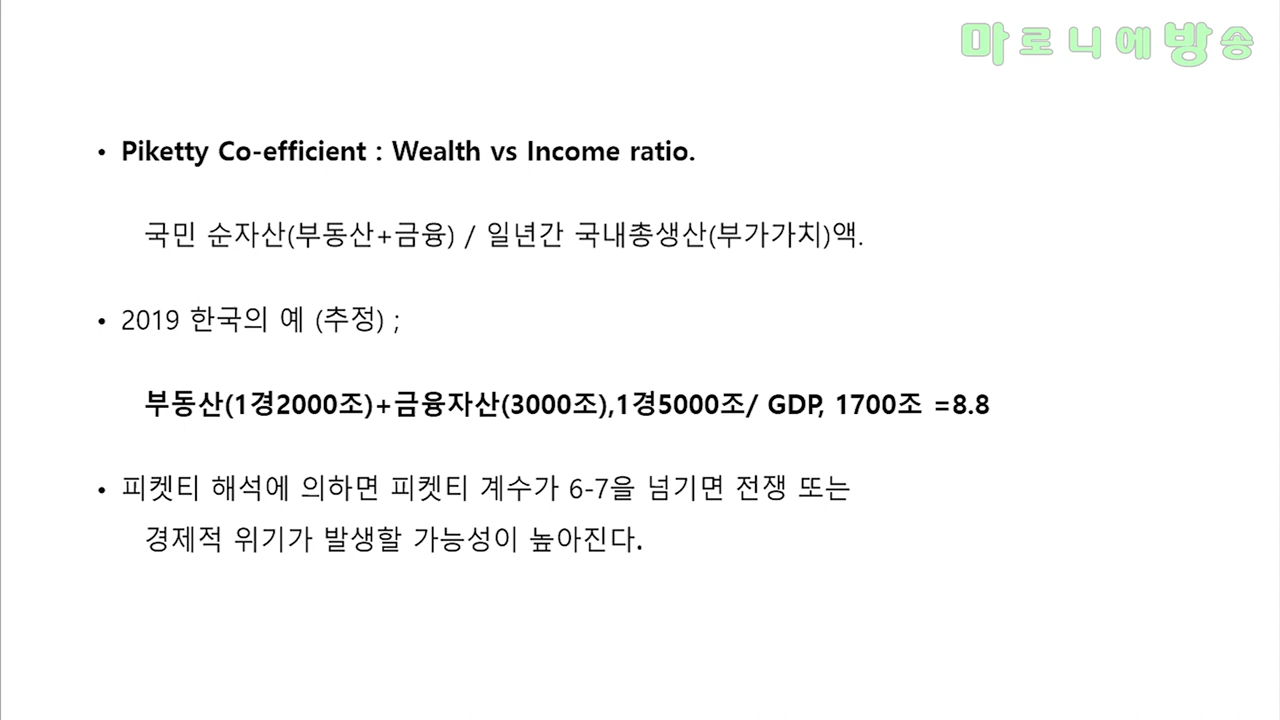 마로니에방송
• Piketty Co-efficient : Wealth vs Income ratio.
국민 순자산(부동산+금융) / 일년간 국내총생산(부가가치)액.
• 2019 한국의 예 (추정) ;
부동산(1경2000조)+금융자산(3000조),1경5000조/ GDP, 1700조 =8.8
• 피켓티 해석에 의하면 피켓티 계수가 6-7을 넘기면 전쟁 또는
경제적 위기가 발생할 가능성이 높아진다.